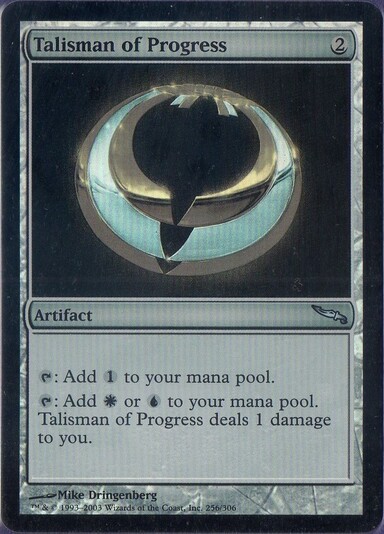 Talisman of Progress 2
Artifact
: Add 1 to your mana pool.
: Add or to your mana pool.
Talisman of Progress deals 1 damage
to you.
Mike Dringenberg
™ & © 1993–2003 Wizards of the Coast, Inc. 256/306